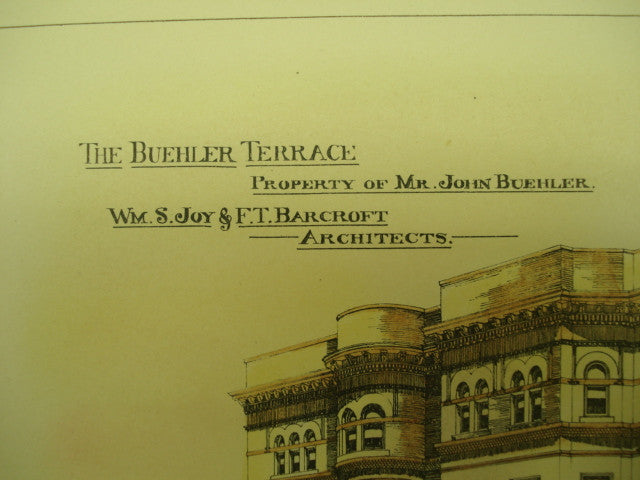 THE BUEHLER TERRACE
PROPERTY OF MR. JOHN BUEHLER.
WM. S. JOY & F.T. BARCROFT
ARCHITECTS.